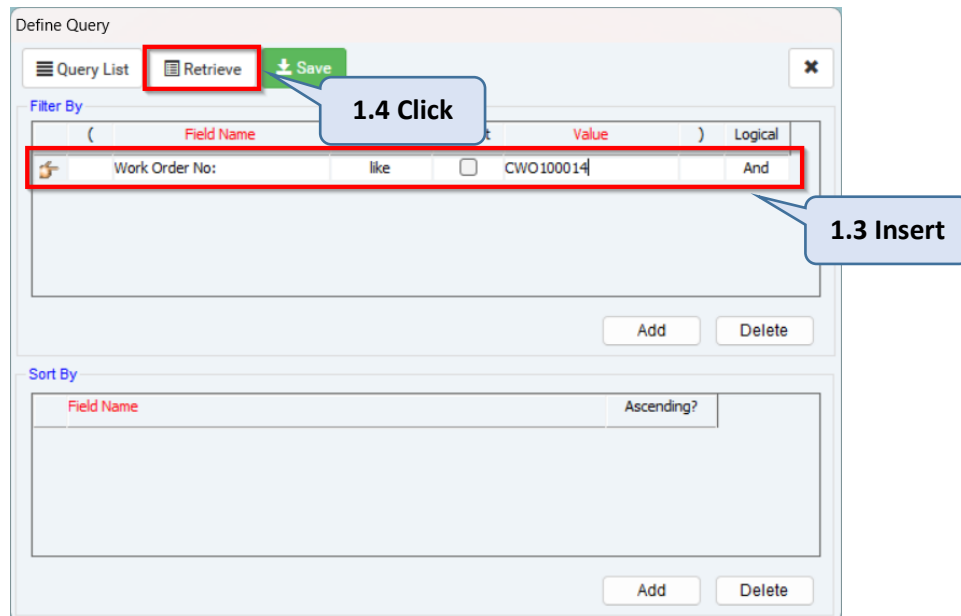 Define Query
Query List Retrieve Save
Filter By
1.4 Click
( Field Name Value ) Logical
Work Order No: like CWO100014 And
1.3 Insert
Add Delete
Sort By
Field Name Ascending?
Add Delete